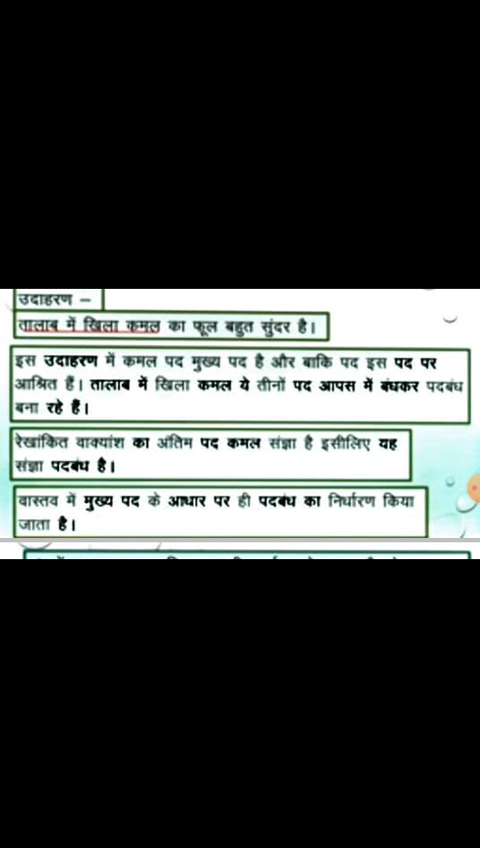 उदाहरण –
तालाब में खिला कमल का फूल बहुत सुंदर है।
इस उदाहरण में कमल पद मुख्य पद है और बाकि पद इस पद पर
आश्रित हैं। तालाब में खिला कमल ये तीनों पद आपस में बंधकर पदबंध
बना रहे हैं।
रेखांकित वाक्यांश का अंतिम पद कमल संज्ञा है इसीलिए यह
संज्ञा पदबंध है।
वास्तव में मुख्य पद के आधार पर ही पदबंध का निर्धारण किया
जाता है।